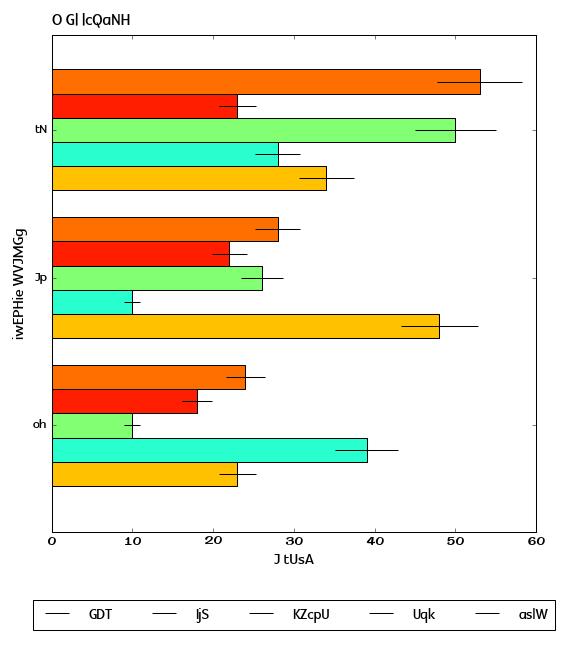 O Gl lcQaNH
tN
Jp
oh
iwEPHie WVJMGg
0 10 20 30 40 50 60
J tUsA
GDT ljS KZcpU Uqk aslW